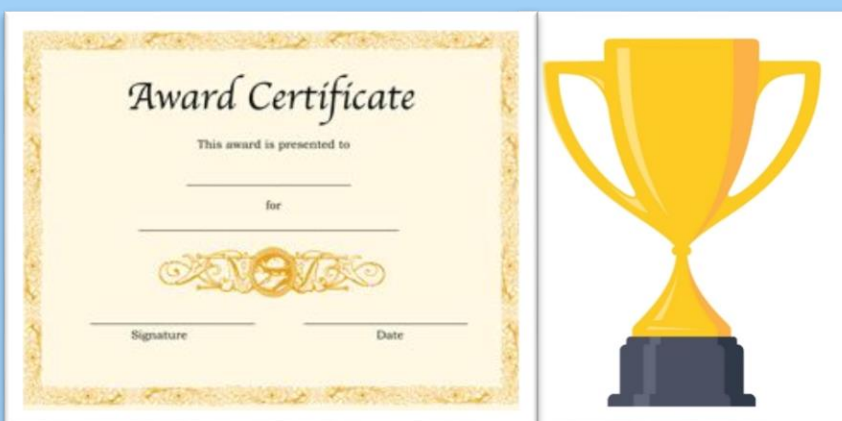 Award Certificate
This award is presented to
for
Signature
Date